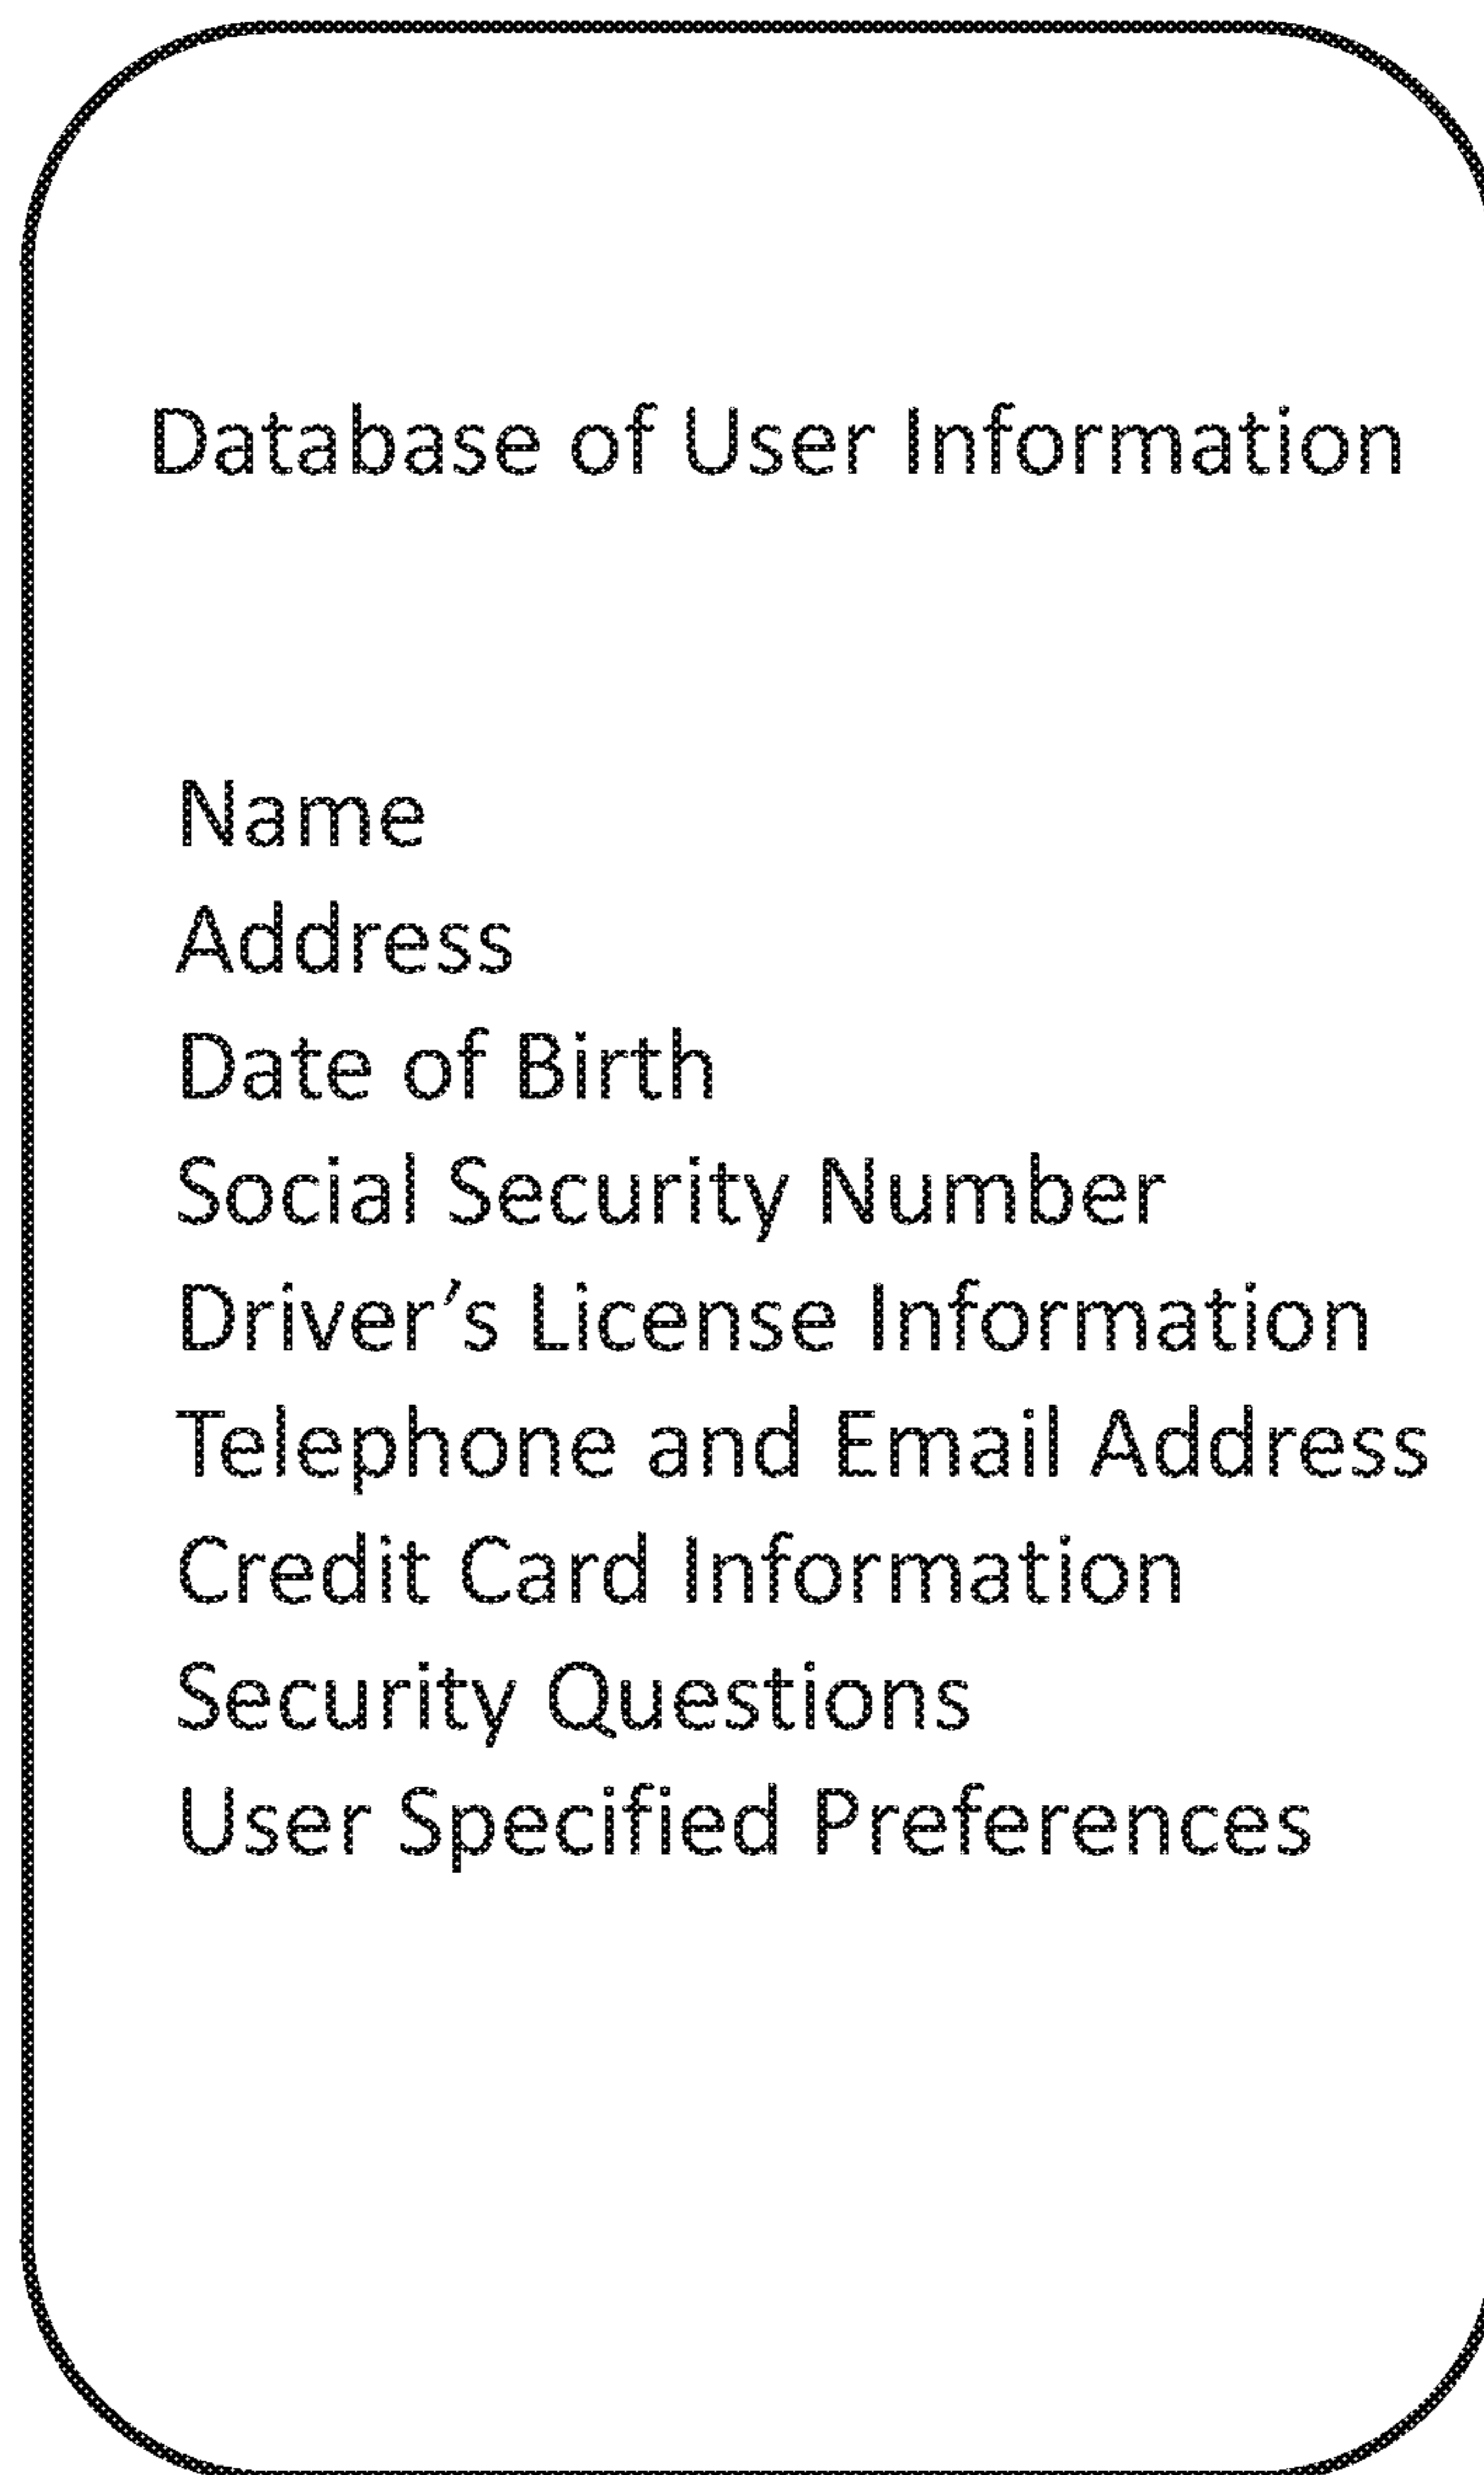 Database of User Information
Name
Address
Date of Birth
Social Security Number
Driver’s License Information
Telephone and Email Address
Credit Card Information
Security Questions
User Specified Preferences